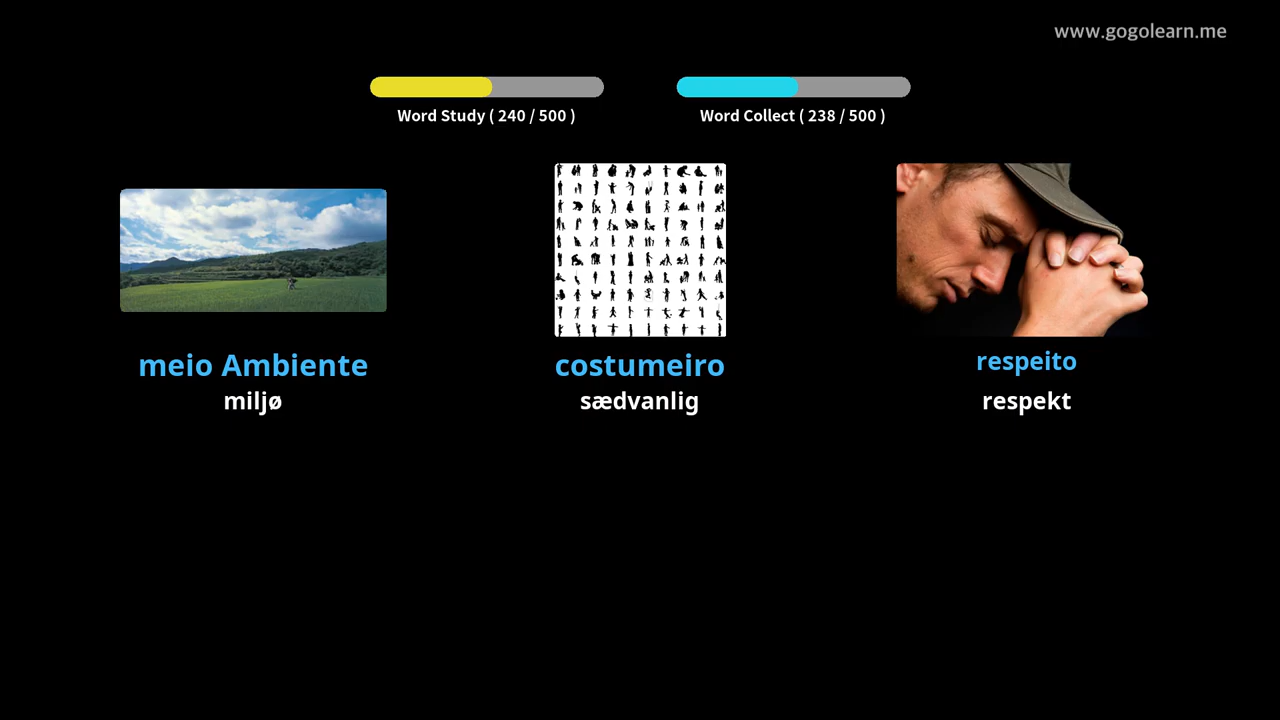 www.gogolearn.me
Word Study ( 240 / 500 )
Word Collect ( 238 / 500 )
meio Ambiente
miljø
costumeiro
sædvanlig
respeito
respekt